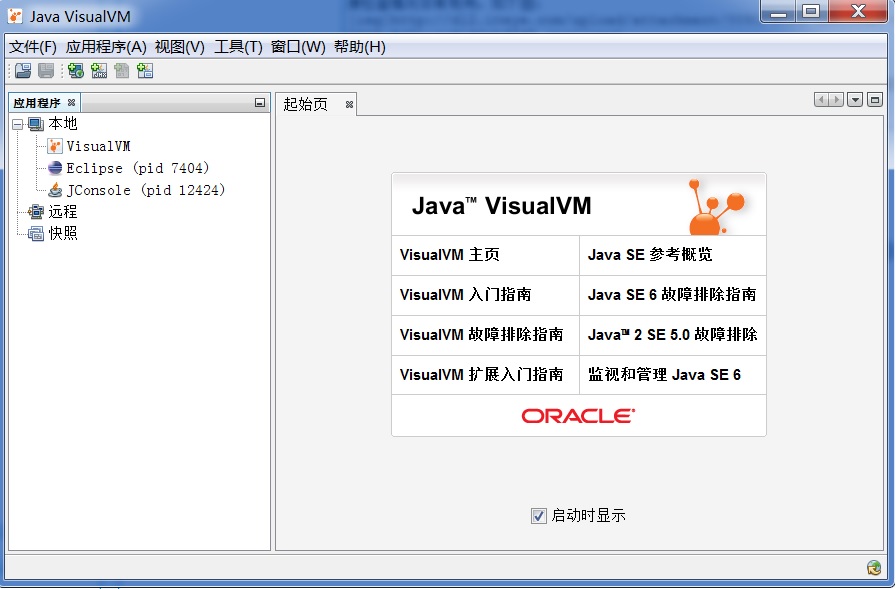 Java VisualVM
文件(F) 应用程序(A) 视图(V) 工具(T) 窗口(W) 帮助(H)
应用程序
本地
VisualVM
Eclipse (pid 7404)
JConsole (pid 12424)
远程
快照
起始页
Java™ VisualVM
VisualVM 主页
Java SE 参考概览
VisualVM 入门指南
Java SE 6 故障排除指南
VisualVM 故障排除指南
Java™ 2 SE 5.0 故障排除
VisualVM 扩展入门指南
监视和管理 Java SE 6
ORACLE
启动时显示